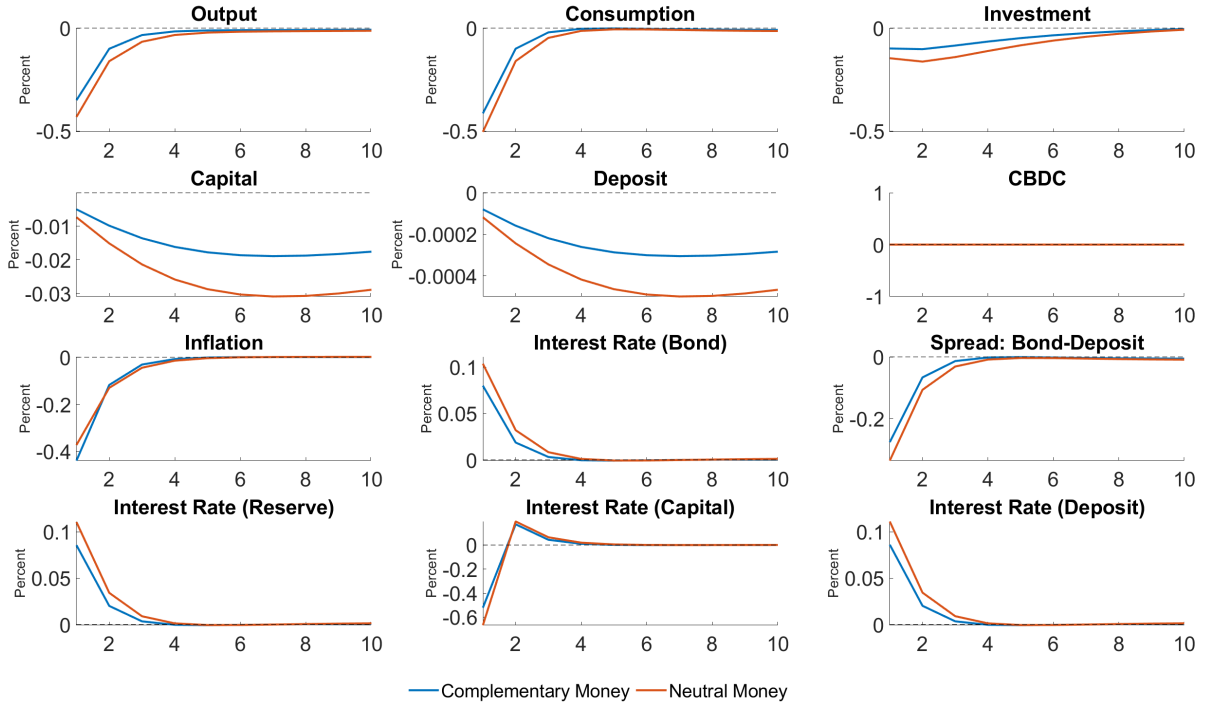 Output
Consumption
Investment
Percent
0
-0.5
2 4 6 8 10
Percent
0
-0.5
2 4 6 8 10
Percent
0
-0.5
2 4 6 8 10
Capital
Deposit
CBDC
Percent
-0.01
-0.02
-0.03
2 4 6 8 10
Percent
0
-0.0002
-0.0004
2 4 6 8 10
1
0
-1
2 4 6 8 10
Inflation
Interest Rate (Bond)
Spread: Bond-Deposit
Percent
0
-0.2
-0.4
2 4 6 8 10
Percent
0.1
0.05
0
2 4 6 8 10
Percent
0
-0.2
2 4 6 8 10
Interest Rate (Reserve)
Interest Rate (Capital)
Interest Rate (Deposit)
Percent
0.1
0.05
0
2 4 6 8 10
Percent
0
-0.2
-0.4
-0.6
2 4 6 8 10
Percent
0.1
0.05
0
2 4 6 8 10
Complementary Money Neutral Money